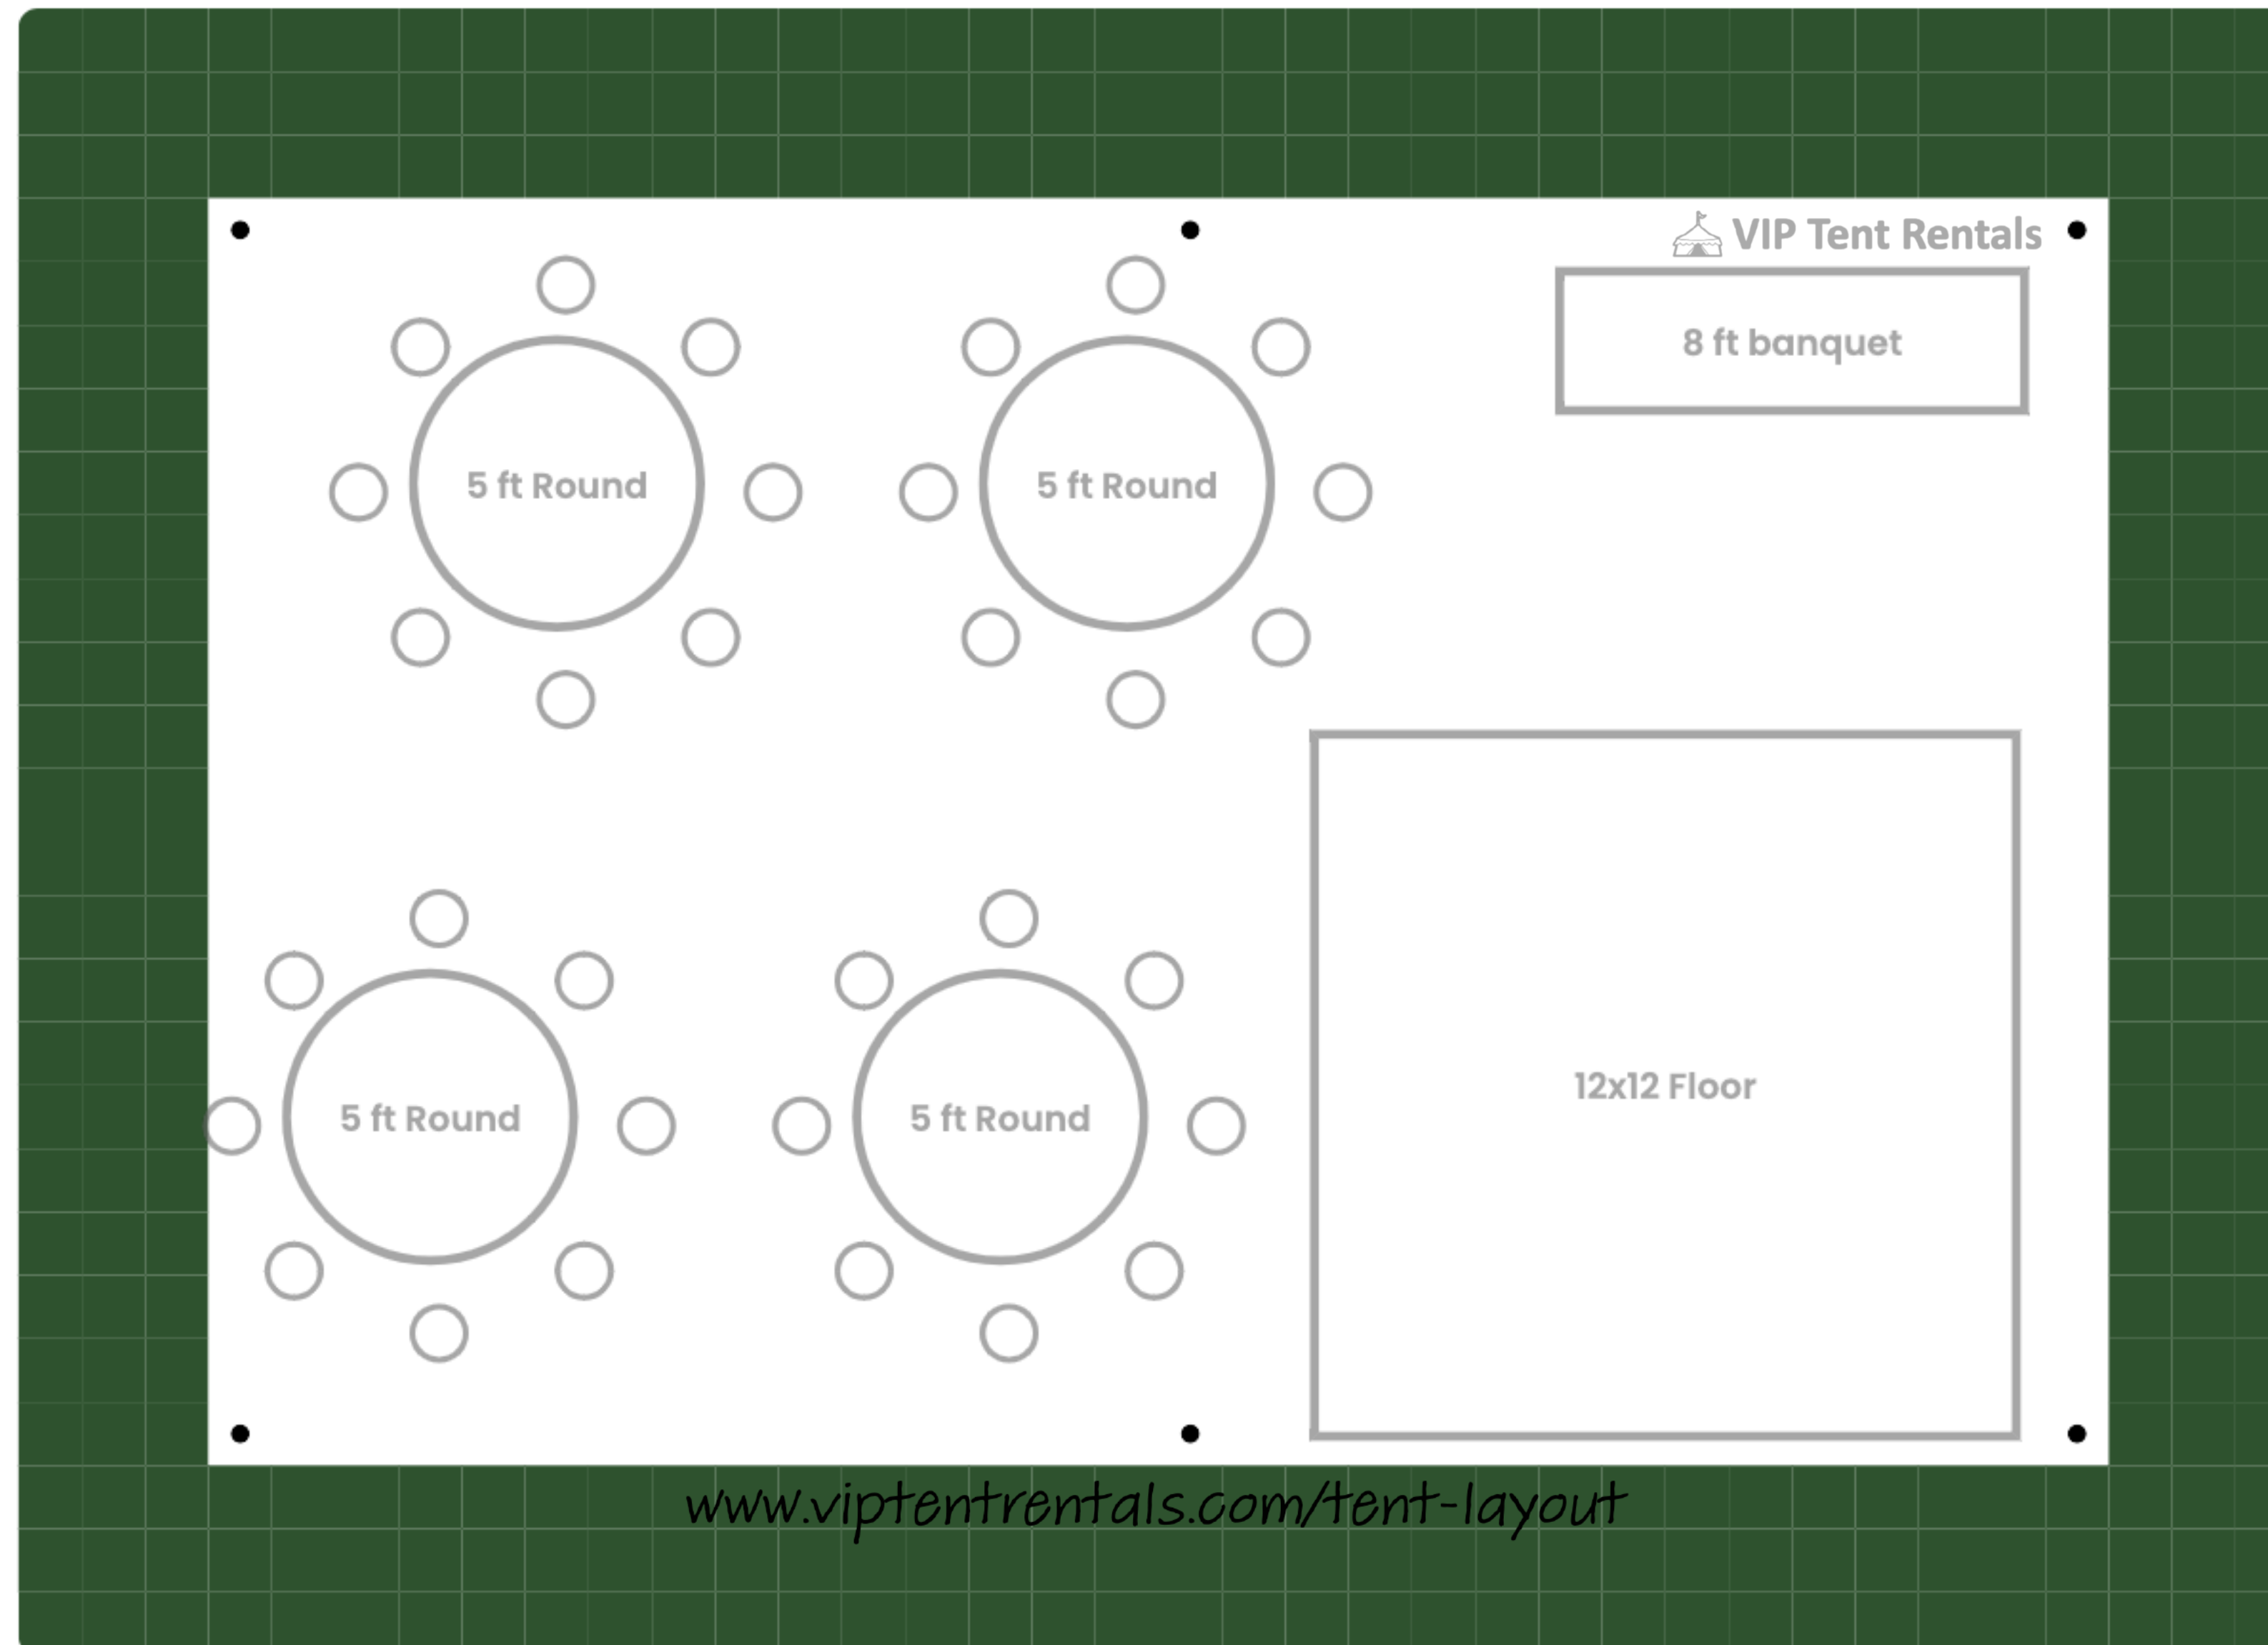 VIP Tent Rentals
8 ft banquet
5 ft Round
5 ft Round
5 ft Round
5 ft Round
12x12 Floor
www.viptentrentals.com/tent-layout